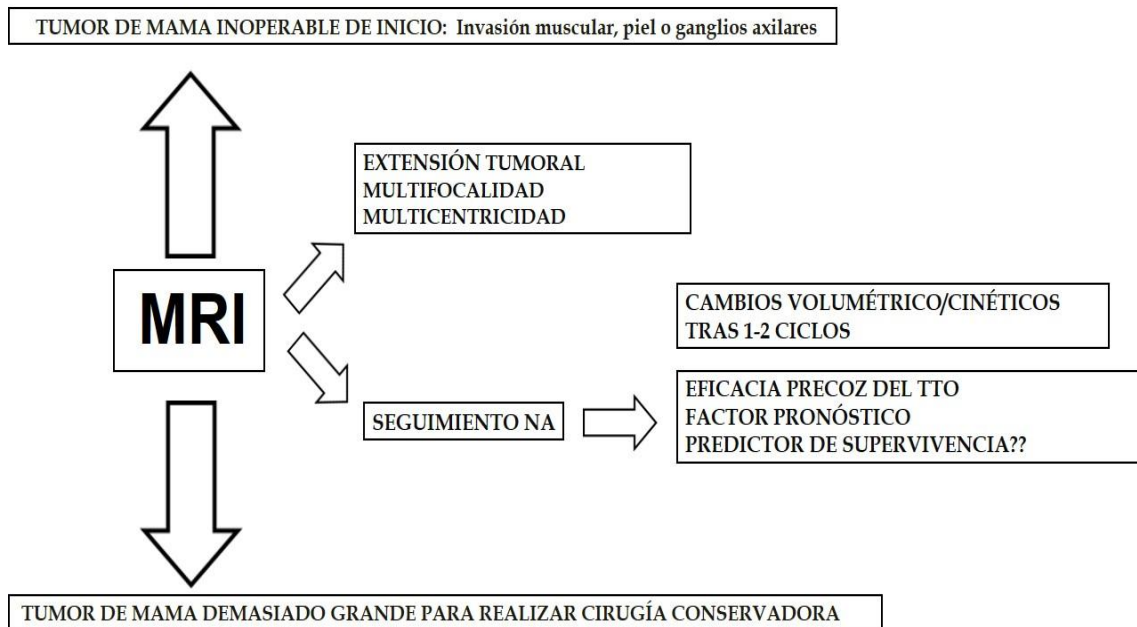 TUMOR DE MAMA INOPERABLE DE INICIO: Invasión muscular, piel o ganglios axilares
EXTENSIÓN TUMORAL
MULTIFOCALIDAD
MULTICENTRICIDAD
MRI
CAMBIOS VOLUMÉTRICO/CINÉTICOS
TRAS 1-2 CICLOS
SEGUIMIENTO NA
EFICACIA PRECOZ DEL TTO
FACTOR PRONÓSTICO
PREDICTOR DE SUPERVIVENCIA??
TUMOR DE MAMA DEMASIADO GRANDE PARA REALIZAR CIRUGÍA CONSERVADORA